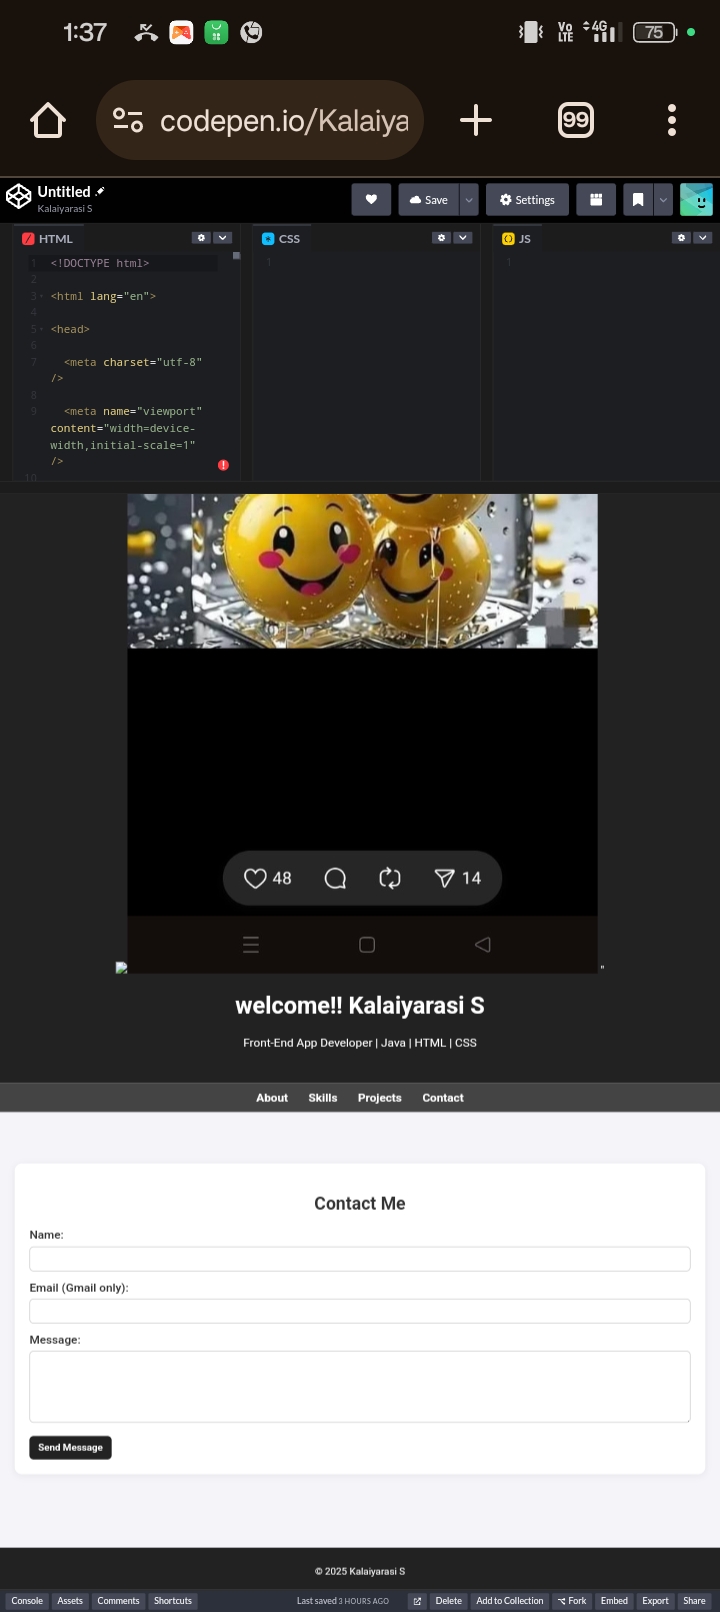 1:37
Vo
LTE
4G
75
codepen.io/Kalaiya
99
Untitled
Kalaiyarasi S
Save
Settings
HTML
CSS
JS
1 <!DOCTYPE html>
2
3 <html lang="en">
4
5 <head>
6
7 <meta charset="utf-8"
/>
8
9 <meta name="viewport"
content="width=device-
width,initial-scale=1"
/>
10
1
1
48
14
"
welcome!! Kalaiyarasi S
Front-End App Developer | Java | HTML | CSS
About Skills Projects Contact
Contact Me
Name:
Email (Gmail only):
Message:
Send Message
© 2025 Kalaiyarasi S
Console Assets Comments Shortcuts Last saved 3 HOURS AGO Delete Add to Collection Fork Embed Export Share